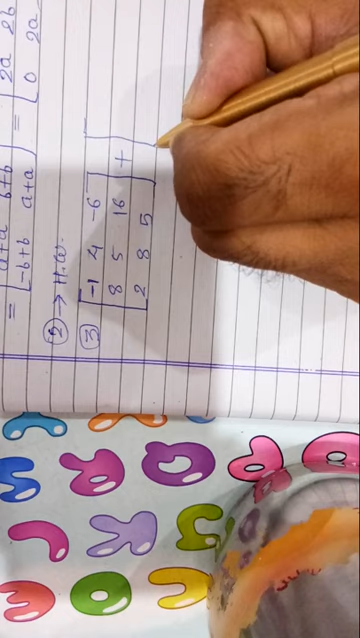 = [a+a b+b
-b+b a+a] = [2a 2b
0 2a
② → H.W.
③ [-1 4 -6
8 5 16
2 8 5] + [